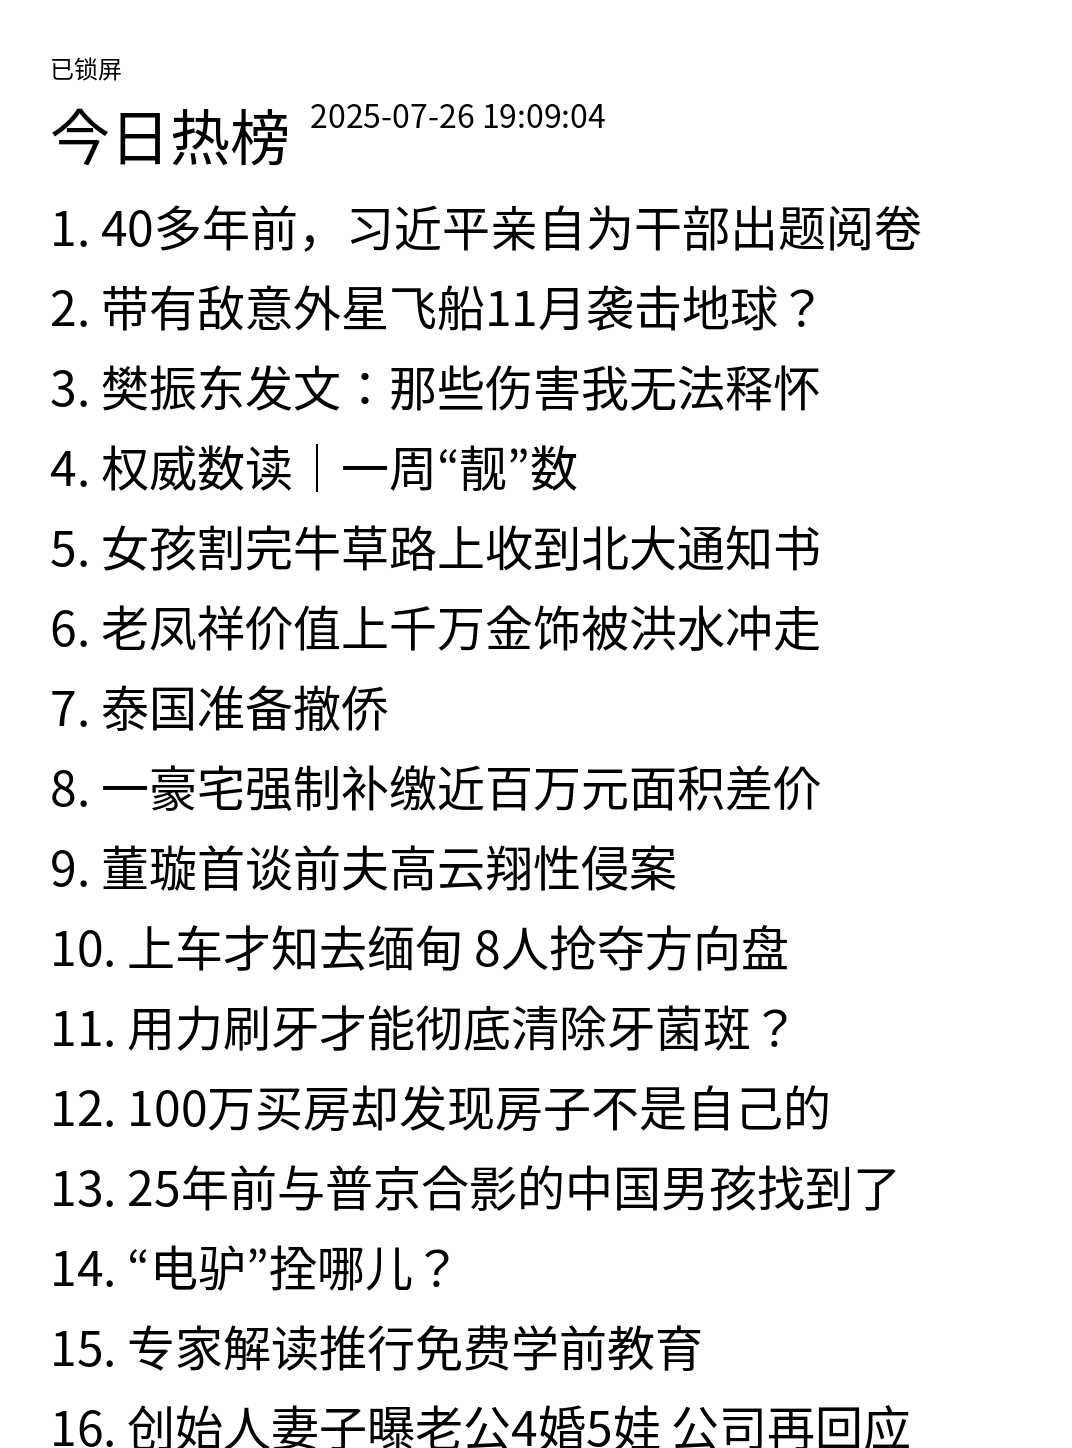 已锁屏
今日热榜 2025-07-26 19:09:04
1. 40多年前，习近平亲自为干部出题阅卷
2. 带有敌意外星飞船11月袭击地球？
3. 樊振东发文：那些伤害我无法释怀
4. 权威数读｜一周“靓”数
5. 女孩割完牛草路上收到北大通知书
6. 老凤祥价值上千万金饰被洪水冲走
7. 泰国准备撤侨
8. 一豪宅强制补缴近百万元面积差价
9. 董璇首谈前夫高云翔性侵案
10. 上车才知去缅甸 8人抢夺方向盘
11. 用力刷牙才能彻底清除牙菌斑？
12. 100万买房却发现房子不是自己的
13. 25年前与普京合影的中国男孩找到了
14. “电驴”拴哪儿？
15. 专家解读推行免费学前教育
16. 创始人妻子曝老公4婚5娃 公司再回应